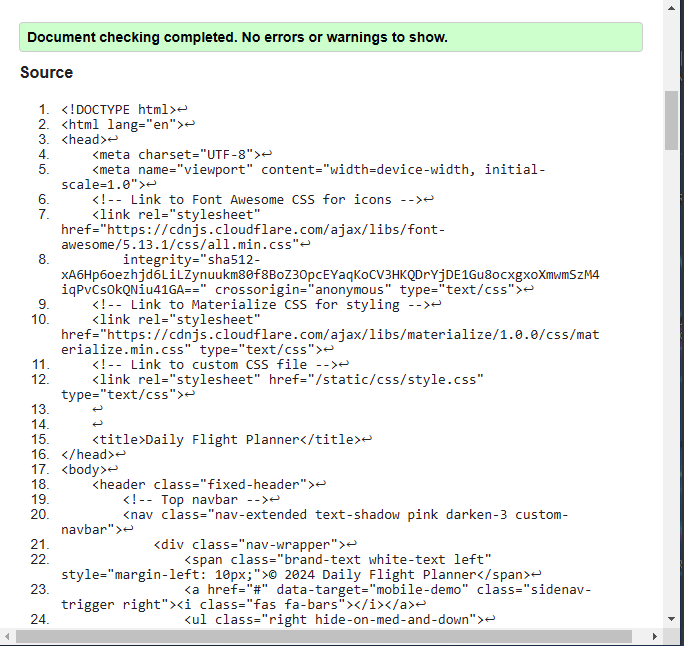 Document checking completed. No errors or warnings to show.
Source
1. <!DOCTYPE html>↩
2. <html lang="en">↩
3. <head>↩
4. <meta charset="UTF-8">↩
5. <meta name="viewport" content="width=device-width, initial-
scale=1.0">↩
6. <!-- Link to Font Awesome CSS for icons -->↩
7. <link rel="stylesheet"
href="https://cdnjs.cloudflare.com/ajax/libs/font-
awesome/5.13.1/css/all.min.css"↩
8. integrity="sha512-
xA6Hp6oezhjd6LiLZynuukm80f8BoZ3OpcEYaqKoCV3HKQDrYjDE1Gu8ocxgxoXmwmSzM4
iqPvCsOkQNiu41GA==" crossorigin="anonymous" type="text/css">↩
9. <!-- Link to Materialize CSS for styling -->↩
10. <link rel="stylesheet"
href="https://cdnjs.cloudflare.com/ajax/libs/materialize/1.0.0/css/mat
erialize.min.css" type="text/css">↩
11. <!-- Link to custom CSS file -->↩
12. <link rel="stylesheet" href="/static/css/style.css"
type="text/css">↩
13. ↩
14. ↩
15. <title>Daily Flight Planner</title>↩
16. </head>↩
17. <body>↩
18. <header class="fixed-header">↩
19. <!-- Top navbar -->↩
20. <nav class="nav-extended text-shadow pink darken-3 custom-
navbar">↩
21. <div class="nav-wrapper">↩
22. <span class="brand-text white-text left"
style="margin-left: 10px;">© 2024 Daily Flight Planner</span>↩
23. <a href="#" data-target="mobile-demo" class="sidenav-
trigger right"><i class="fas fa-bars"></i></a>↩
24. <ul class="right hide-on-med-and-down">↩